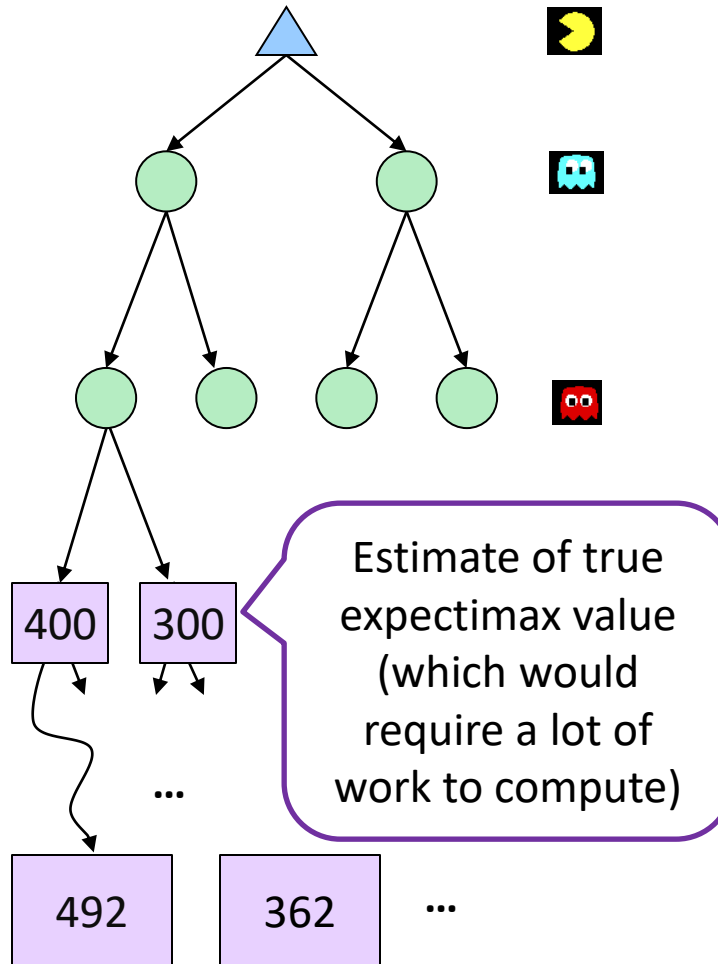 400
300
Estimate of true
expectimax value
(which would
require a lot of
work to compute)
...
492
362
...